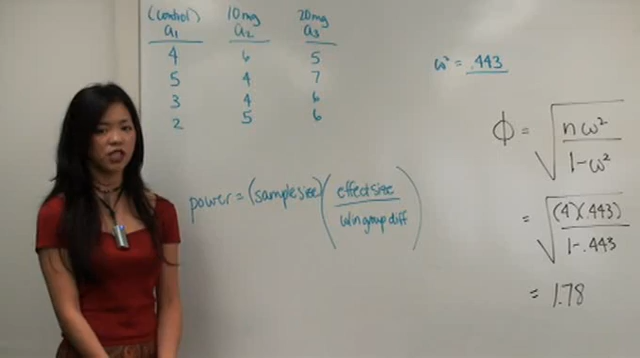 (control) 10mg 20mg
a₁ a₂ a₃
4 6 5
5 4 7
3 4 6
2 5 6
ω² = .443
ϕ = √(nω² / 1-ω²)
= √((4)(.443) / 1-.443)
= 1.78
power = (sample size) (effect size / w/in group diff)